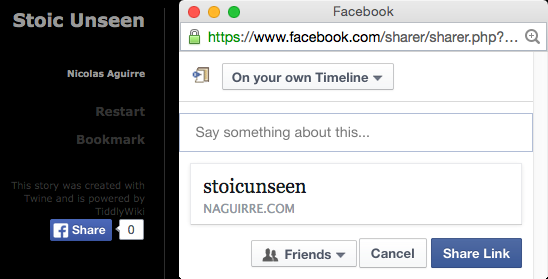 Stoic Unseen
Nicolas Aguirre
Restart
Bookmark
This story was created with
Twine and is powered by
TiddlyWiki
Share 0
Facebook
https://www.facebook.com/sharer/sharer.php?...
On your own Timeline
Say something about this...
stoicunseen
NAGUIRRE.COM
Friends Cancel Share Link